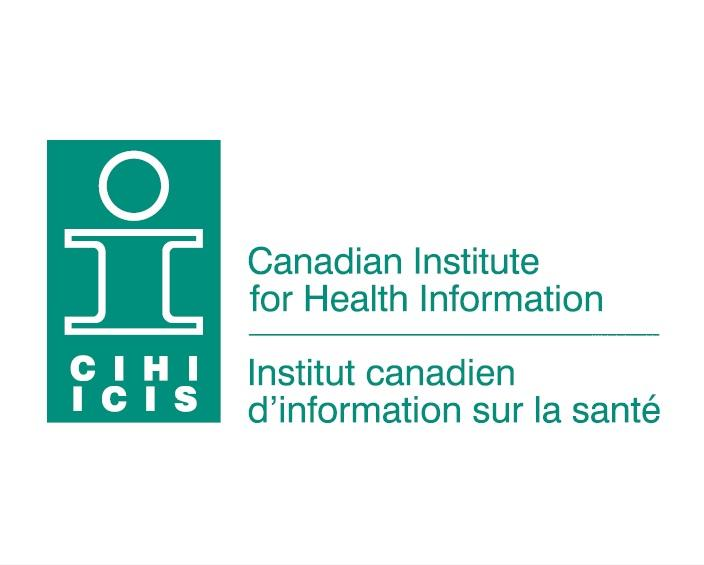 CIHI
ICIS
Canadian Institute
for Health Information
Institut canadien
d’information sur la santé